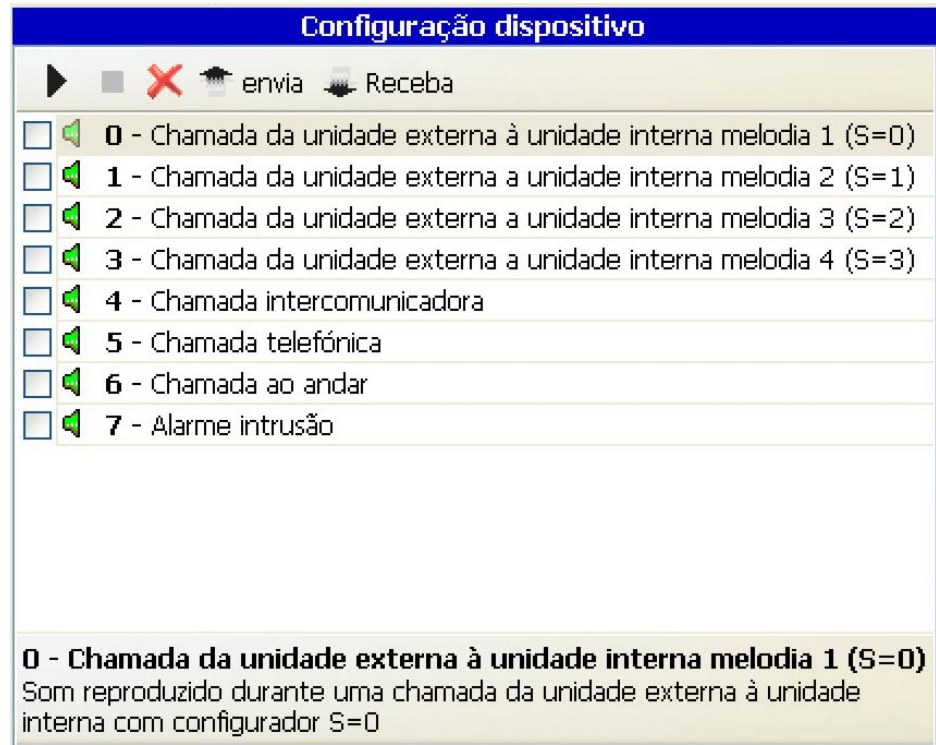 Configuração dispositivo
envia Receba
0 - Chamada da unidade externa à unidade interna melodia 1 (S=0)
1 - Chamada da unidade externa a unidade interna melodia 2 (S=1)
2 - Chamada da unidade externa a unidade interna melodia 3 (S=2)
3 - Chamada da unidade externa a unidade interna melodia 4 (S=3)
4 - Chamada intercomunicadora
5 - Chamada telefónica
6 - Chamada ao andar
7 - Alarme intrusão
0 - Chamada da unidade externa à unidade interna melodia 1 (S=0)
Som reproduzido durante uma chamada da unidade externa à unidade
interna com configurador S=0